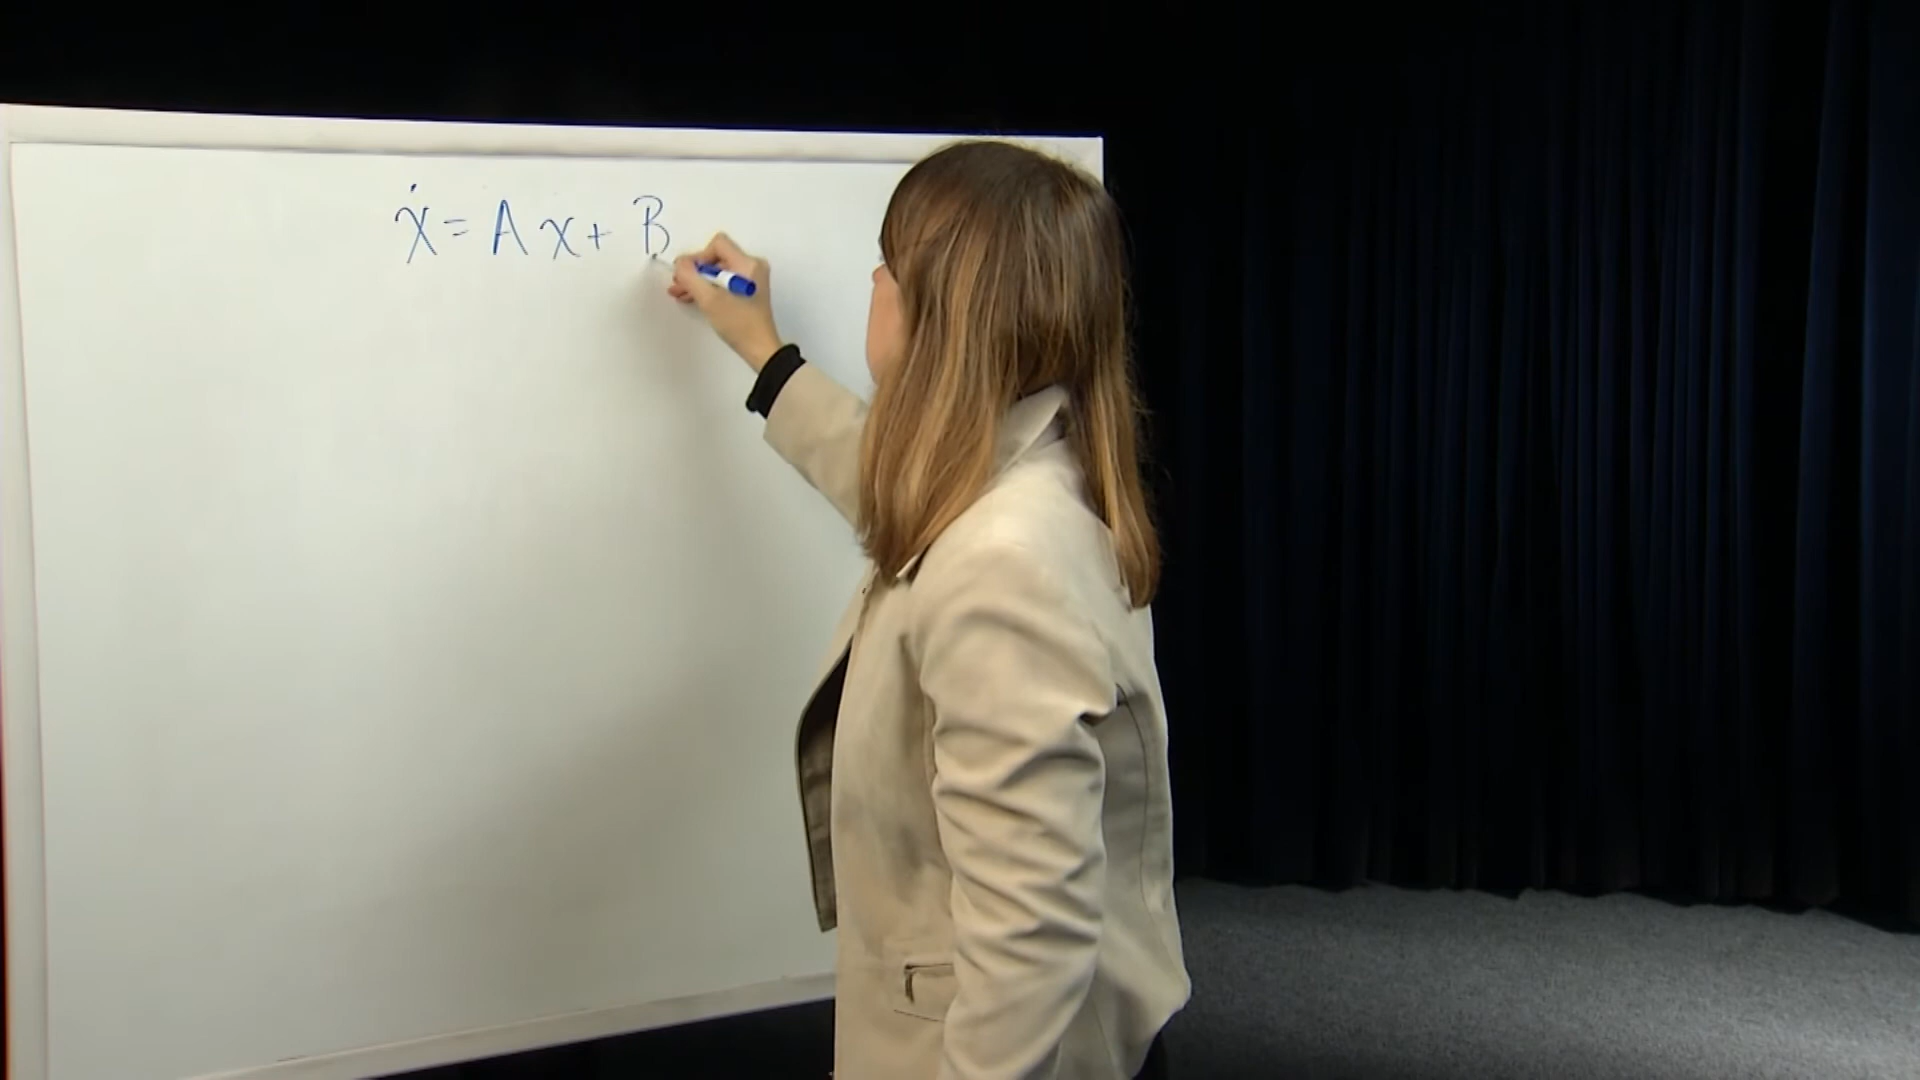 ẋ = Ax + B